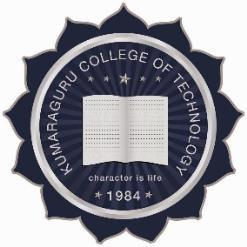 KUMARAGURU COLLEGE OF TECHNOLOGY
character is life
1984